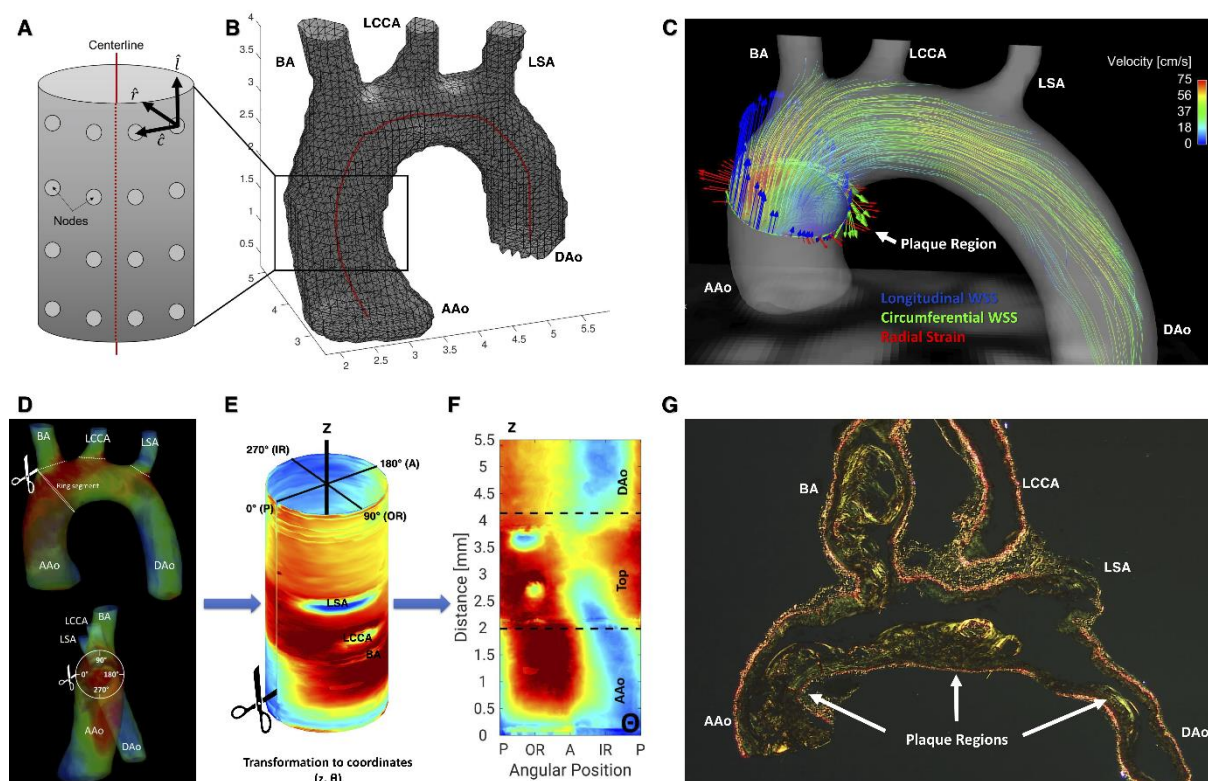 A
Centerline
l̂
r̂
ĉ
Nodes
B
LCCA
BA
LSA
DAo
AAo
4
3.5
3
2.5
2
1.5
1
0.5
5
4
3
2
2.5
3
3.5
4
4.5
5
5.5
C
BA
LCCA
LSA
Velocity [cm/s]
75
56
37
18
0
Plaque Region
AAo
Longitudinal WSS
Circumferential WSS
Radial Strain
DAo
D
BA
LCCA
LSA
Ring segment
AAo
DAo
BA
LCCA
LSA
90°
0°
180°
270°
AAo
DAo
E
z
270° (IR)
180° (A)
0° (P)
90° (OR)
LSA
LCCA
BA
Transformation to coordinates
(z, θ)
F
z
5.5
5
4.5
4
3.5
3
2.5
2
1.5
1
0.5
0
Distance [mm]
DAo
Top
AAo
Θ
P OR A IR P
Angular Position
G
BA
LCCA
LSA
AAo
DAo
Plaque Regions